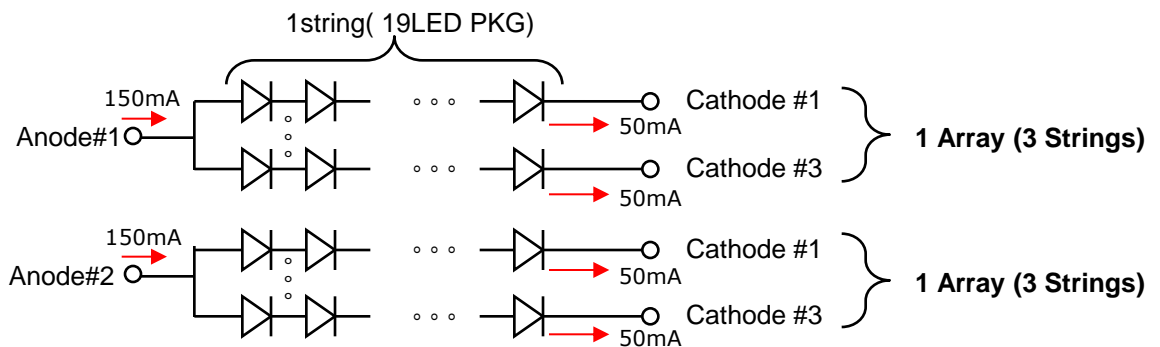 1string( 19LED PKG)
150mA
Cathode #1
50mA
Anode#1
1 Array (3 Strings)
Cathode #3
50mA
150mA
Cathode #1
50mA
Anode#2
1 Array (3 Strings)
Cathode #3
50mA